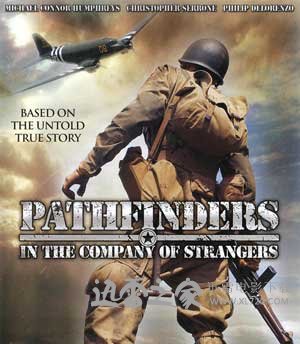 MICHAEL CONNOR HUMPHREYS CHRISTOPHER SERRONE PHILIP DELORENZO
BASED ON
THE UNTOLD
TRUE STORY
PATHFINDERS
IN THE COMPANY OF STRANGERS